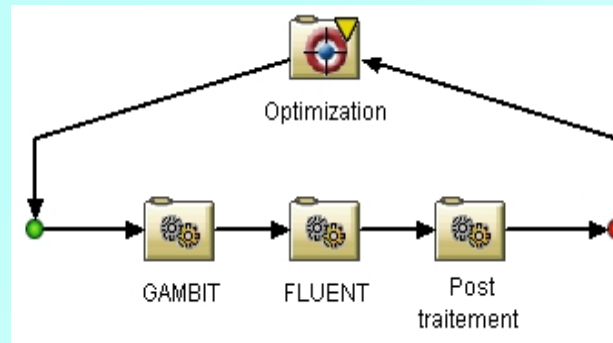 Optimization
GAMBIT
FLUENT
Post
traitement